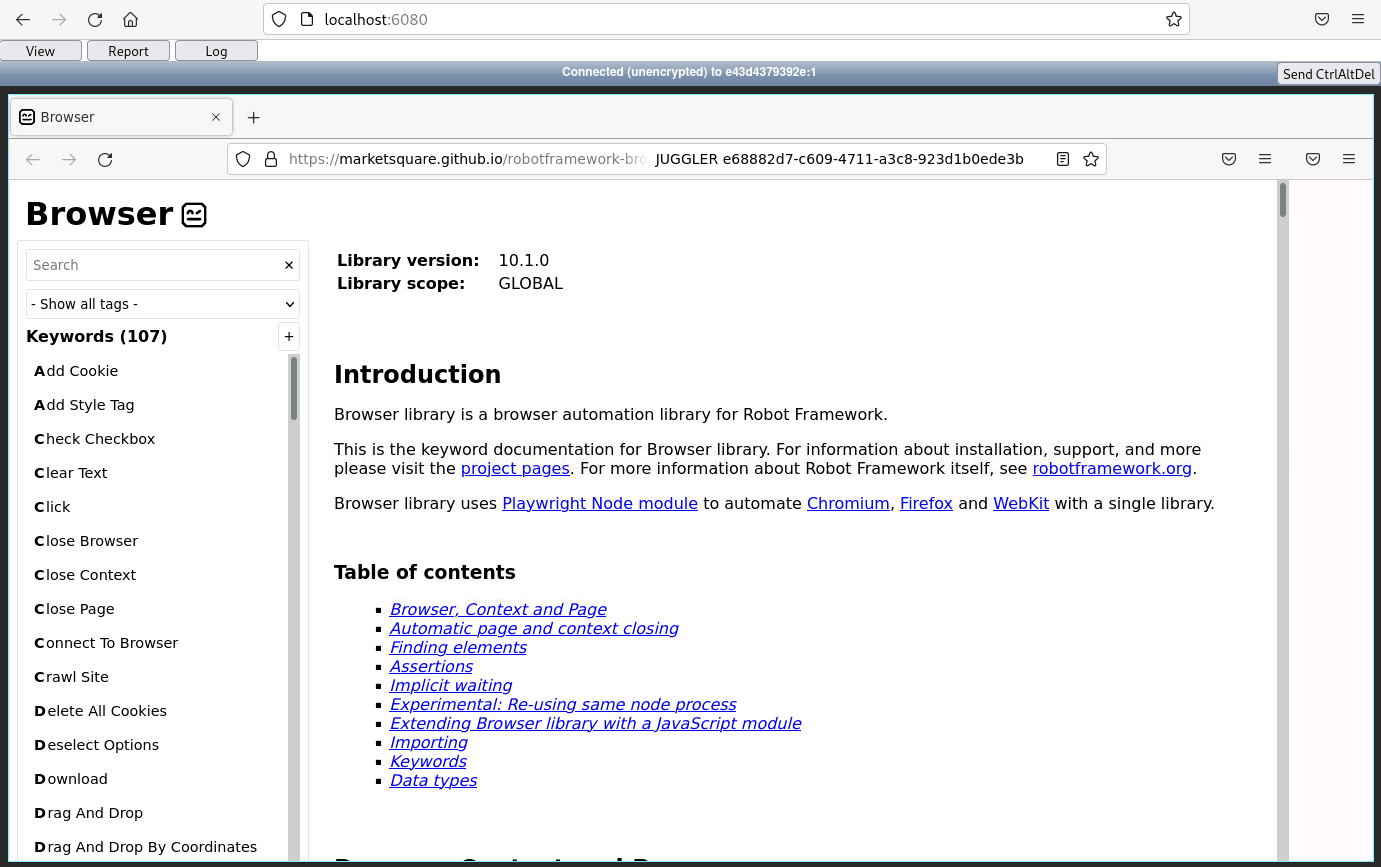 localhost:6080
View Report Log
Connected (unencrypted) to e43d4379392e:1
Send CtrlAltDel
Browser
https://marketsquare.github.io/robotframework-bro JUGGLER e68882d7-c609-4711-a3c8-923d1b0ede3b
Browser
Search
- Show all tags -
Keywords (107)
+
Add Cookie
Add Style Tag
Check Checkbox
Clear Text
Click
Close Browser
Close Context
Close Page
Connect To Browser
Crawl Site
Delete All Cookies
Deselect Options
Download
Drag And Drop
Drag And Drop By Coordinates
Library version: 10.1.0
Library scope: GLOBAL
Introduction
Browser library is a browser automation library for Robot Framework.
This is the keyword documentation for Browser library. For information about installation, support, and more
please visit the project pages. For more information about Robot Framework itself, see robotframework.org.
Browser library uses Playwright Node module to automate Chromium, Firefox and WebKit with a single library.
Table of contents
Browser, Context and Page
Automatic page and context closing
Finding elements
Assertions
Implicit waiting
Experimental: Re-using same node process
Extending Browser library with a JavaScript module
Importing
Keywords
Data types